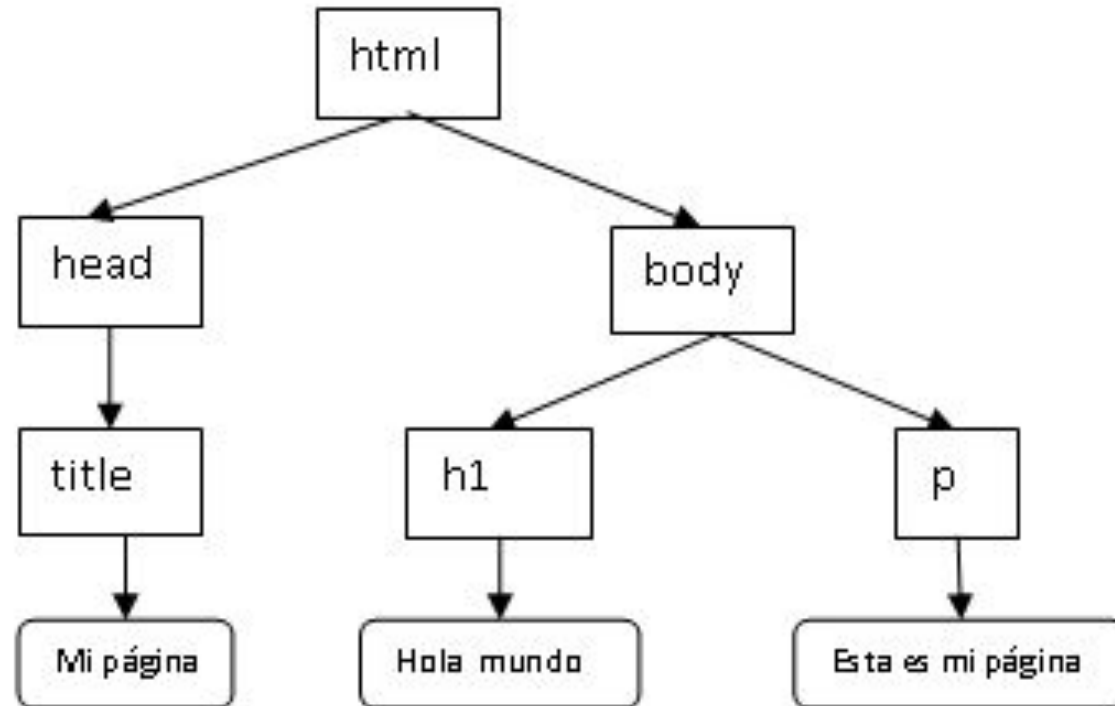 html
head
body
title
h1
p
Mi página
Hola mundo
Esta es mi página